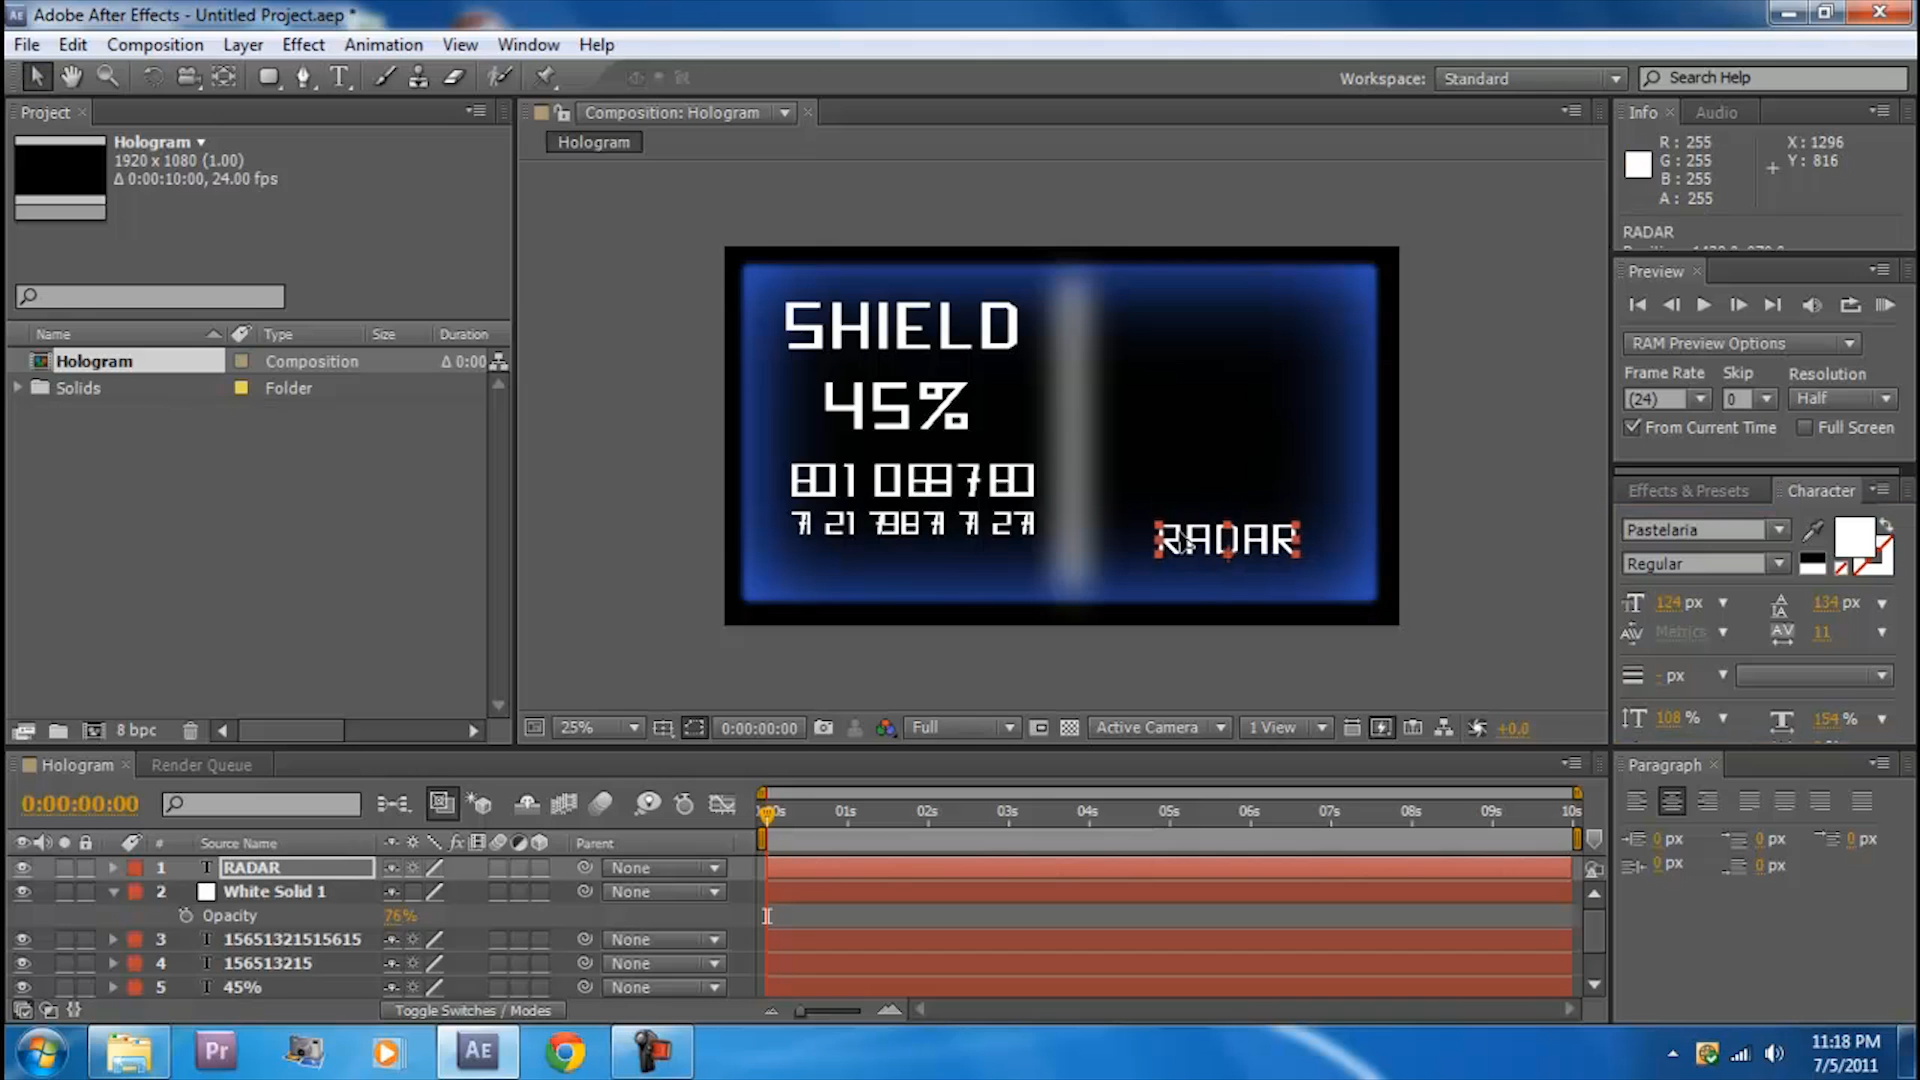 Adobe After Effects - Untitled Project.aep *
File Edit Composition Layer Effect Animation View Window Help
Workspace: Standard Search Help
Project
Hologram
1920 x 1080 (1.00)
Δ 0:00:10:00, 24.00 fps
Name Type Size Duration
Hologram Composition Δ 0:00
Solids Folder
8 bpc
Composition: Hologram
Hologram
SHIELD
45%
RADAR
25% 0:00:00:00 Full Active Camera 1 View +0.0
Info Audio
R: 255 X: 1296
G: 255 Y: 816
B: 255
A: 255
RADAR
Preview
RAM Preview Options
Frame Rate Skip Resolution
(24) 0 Half
From Current Time Full Screen
Effects & Presets Character
Pastelaria
Regular
124 px 134 px
Metrics 11
- px
108 % 154 %
Hologram Render Queue
0:00:00:00
01s 02s 03s 04s 05s 06s 07s 08s 09s 10s
# Source Name Parent
1 T RADAR None
2 White Solid 1 None
Opacity 76%
3 T 15651321515615 None
4 T 156513215 None
5 T 45% None
Toggle Switches / Modes
Paragraph
0 px 0 px 0 px
0 px 0 px
Pr AE
11:18 PM
7/5/2011